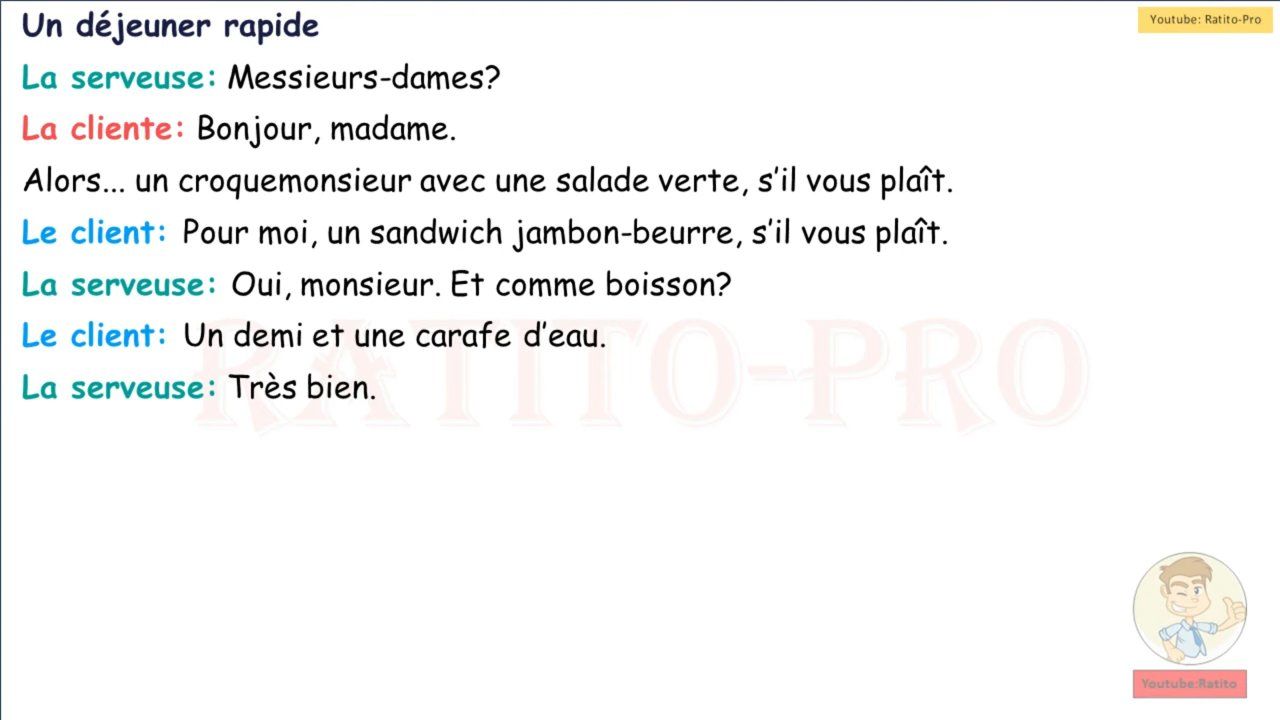 Un déjeuner rapide
Youtube: Ratito-Pro
La serveuse: Messieurs-dames?
La cliente: Bonjour, madame.
Alors... un croquemonsieur avec une salade verte, s'il vous plaît.
Le client: Pour moi, un sandwich jambon-beurre, s'il vous plaît.
La serveuse: Oui, monsieur. Et comme boisson?
Le client: Un demi et une carafe d'eau.
La serveuse: Très bien.
RATITO-PRO
Youtube:Ratito